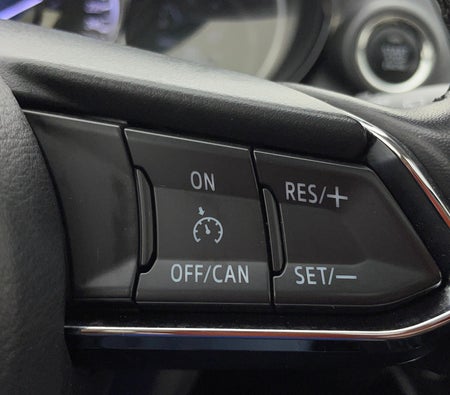 ON
RES/+
OFF/CAN
SET/−